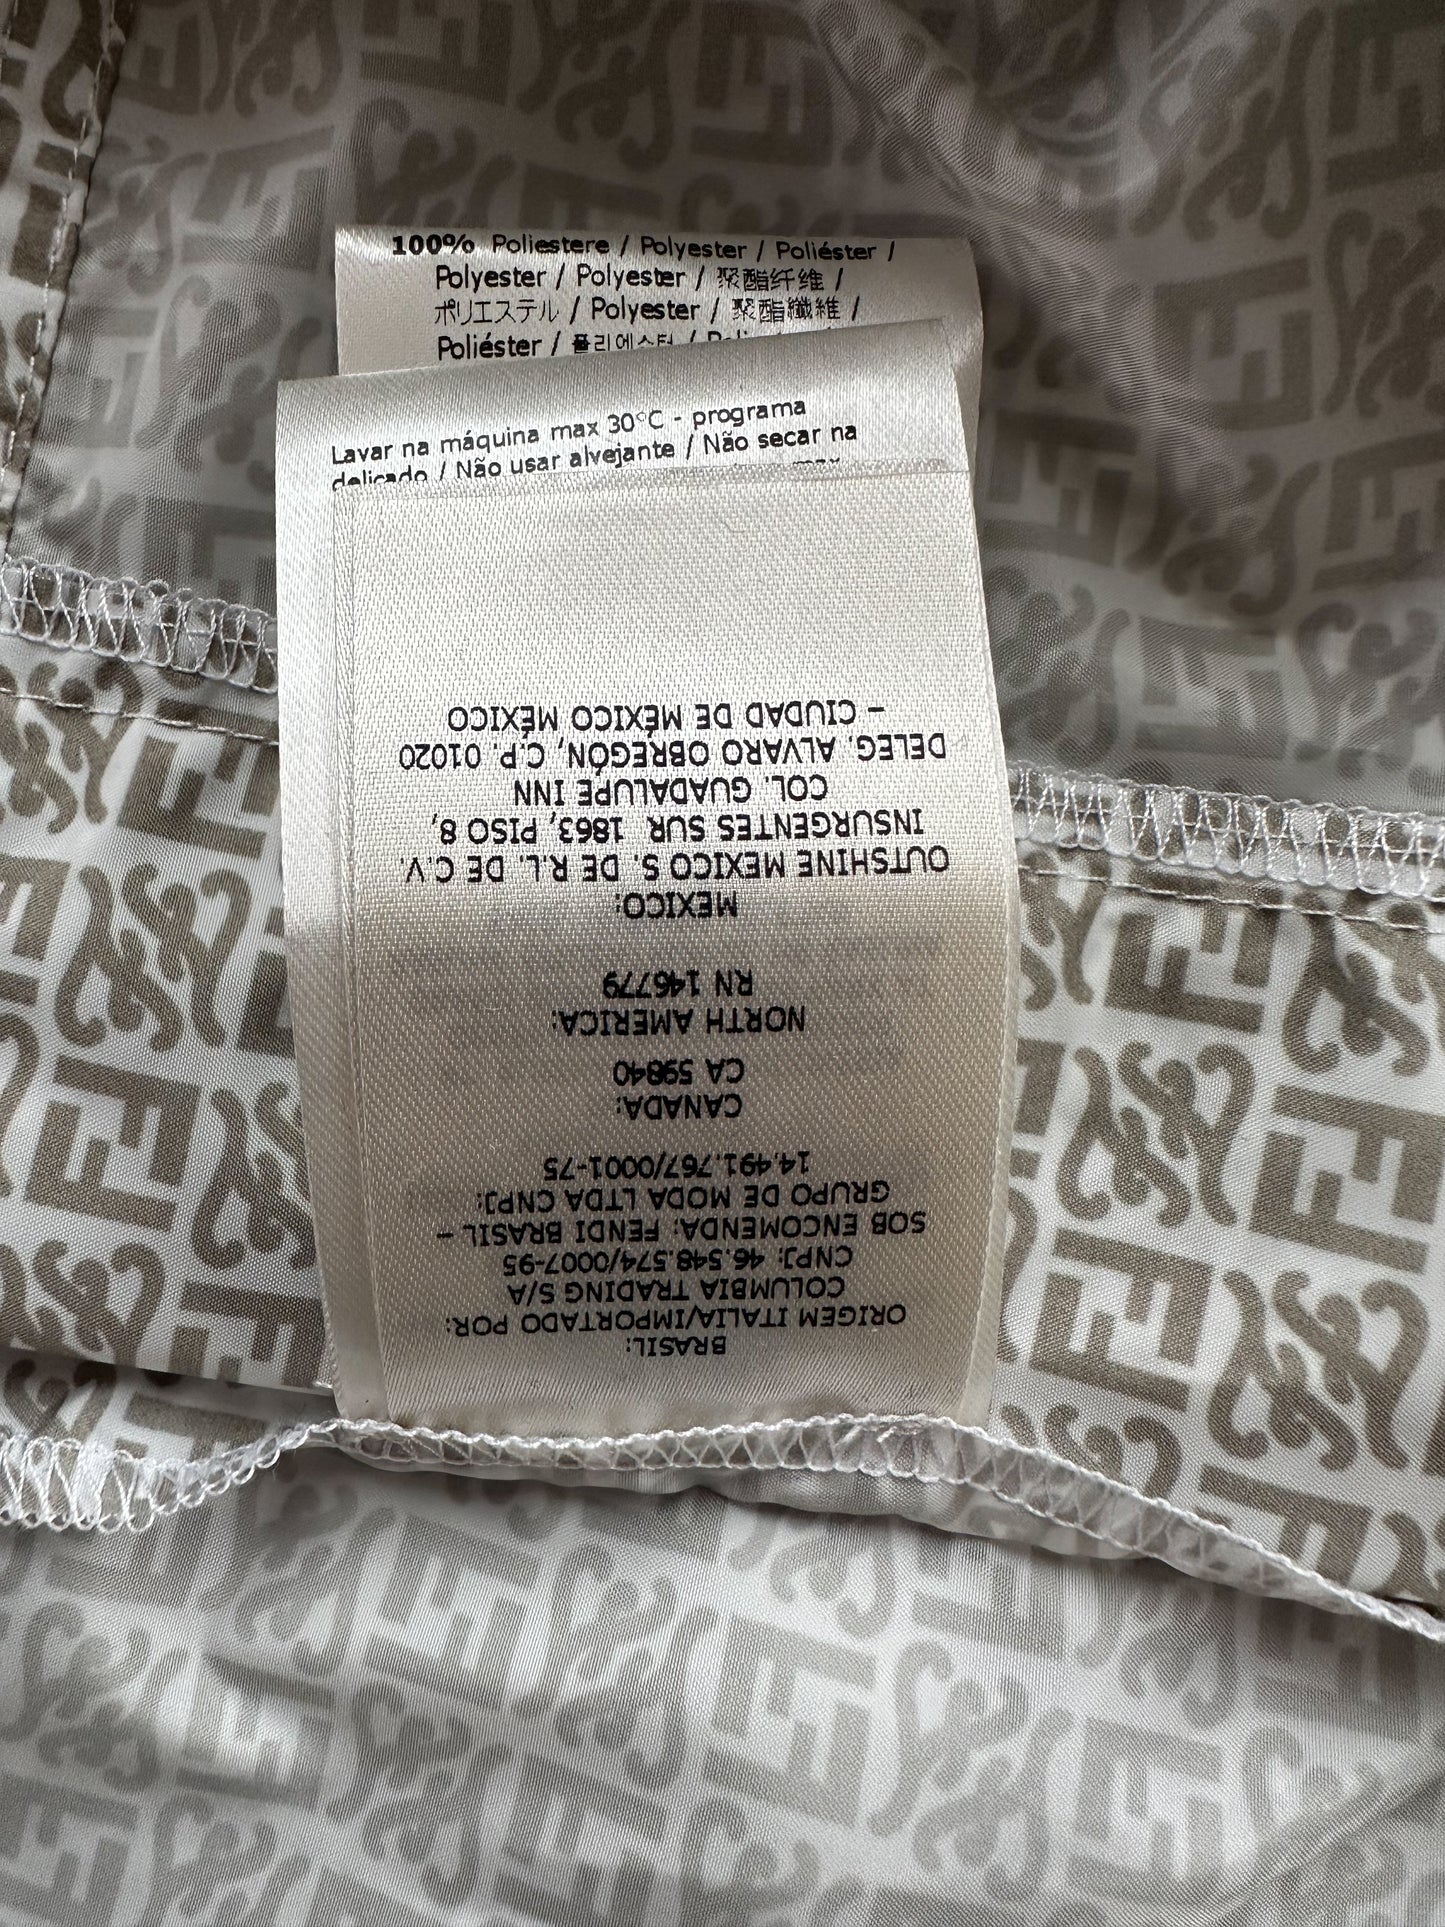 100% Poliestere / Polyester / Poliéster /
Polyester / Polyester / 聚酯纤维 /
ポリエステル / Polyester / 聚酯纖維 /
Poliéster / 폴리에스터 /
Lavar na máquina max 30°C - programa
delicado / Não usar alvejante / Não secar na
max
BRASIL:
ORIGEM ITALIA/IMPORTADO POR:
COLUMBIA TRADING S/A
CNPJ: 46.548.574/0007-95
SOB ENCOMENDA: FENDI BRASIL –
GRUPO DE MODA LTDA CNPJ:
14.491.767/0001-75
CANADA:
CA 59840
NORTH AMERICA:
RN 146779
MEXICO:
OUTSHINE MEXICO S. DE R.L. DE C.V.
INSURGENTES SUR 1863, PISO 8,
COL. GUADALUPE INN
DELEG. ALVARO OBREGÓN, C.P. 01020
– CIUDAD DE MÉXICO MÉXICO